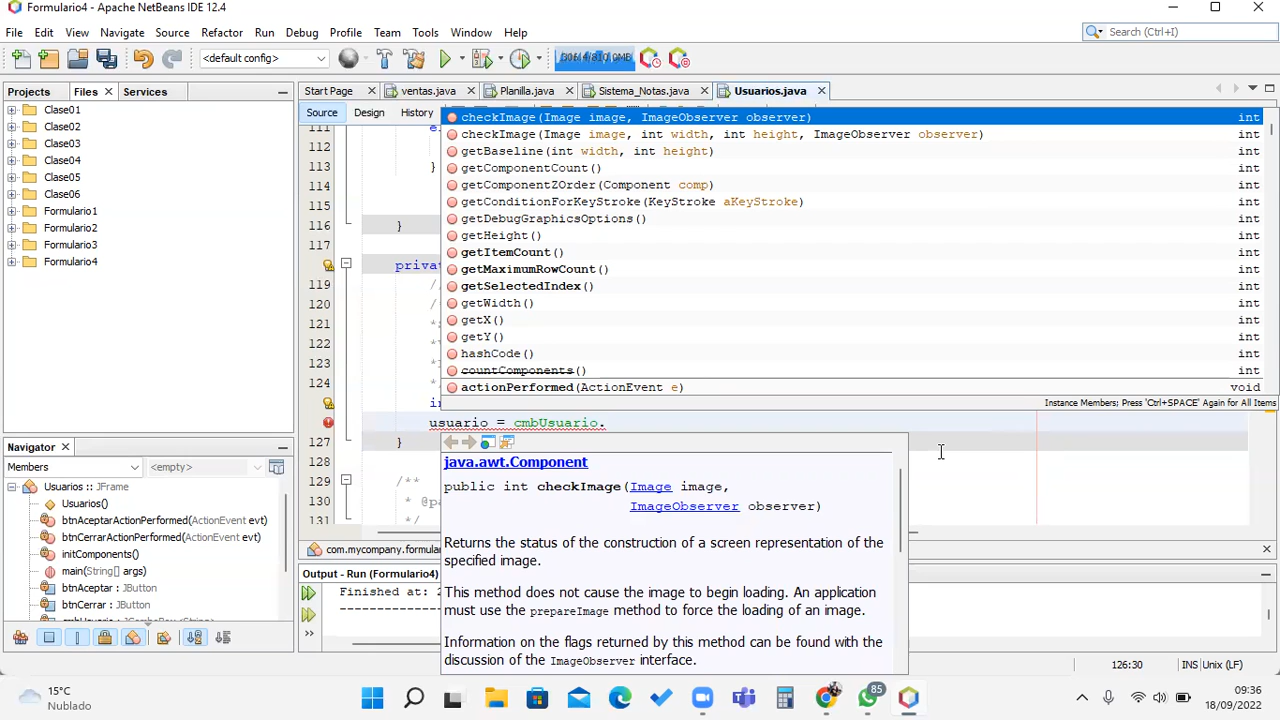 Formulario4 - Apache NetBeans IDE 12.4
File Edit View Navigate Source Refactor Run Debug Profile Team Tools Window Help
Search (Ctrl+I)
<default config>
Projects Files Services
Start Page ventas.java Planilla.java Sistema_Notas.java Usuarios.java
Source Design History
Clase01
Clase02
Clase03
Clase04
Clase05
Clase06
Formulario1
Formulario2
Formulario3
Formulario4
111 el
112
113 }
114
115
116 }
117
privat
119 /
120 /
121 *
122 *
123 *
124 *
in
usuario = cmbUsuario.
127 }
128
129 /**
130 * @pa
131 */
checkImage(Image image, ImageObserver observer) int
checkImage(Image image, int width, int height, ImageObserver observer) int
getBaseline(int width, int height) int
getComponentCount() int
getComponentZOrder(Component comp) int
getConditionForKeyStroke(KeyStroke aKeyStroke) int
getDebugGraphicsOptions() int
getHeight() int
getItemCount() int
getMaximumRowCount() int
getSelectedIndex() int
getWidth() int
getX() int
getY() int
hashCode() int
countComponents() int
actionPerformed(ActionEvent e) void
Instance Members; Press 'Ctrl+SPACE' Again for All Items
java.awt.Component
public int checkImage(Image image,
ImageObserver observer)
Returns the status of the construction of a screen representation of the
specified image.
This method does not cause the image to begin loading. An application
must use the prepareImage method to force the loading of an image.
Information on the flags returned by this method can be found with the
discussion of the ImageObserver interface.
Navigator
Members <empty>
Usuarios :: JFrame
Usuarios()
btnAceptarActionPerformed(ActionEvent evt)
btnCerrarActionPerformed(ActionEvent evt)
initComponents()
main(String[] args)
btnAceptar : JButton
btnCerrar : JButton
com.mycompany.formular
Output - Run (Formulario4)
Finished at: 2
126:30 INS Unix (LF)
15°C
Nublado
85
09:36
18/09/2022